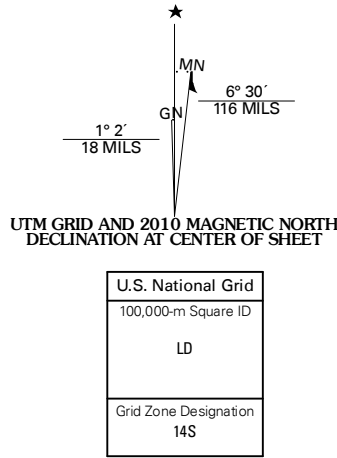 MN
GN
6° 30´
116 MILS
1° 2´
18 MILS
UTM GRID AND 2010 MAGNETIC NORTH
DECLINATION AT CENTER OF SHEET
U.S. National Grid
100,000-m Square ID
LD
Grid Zone Designation
14S